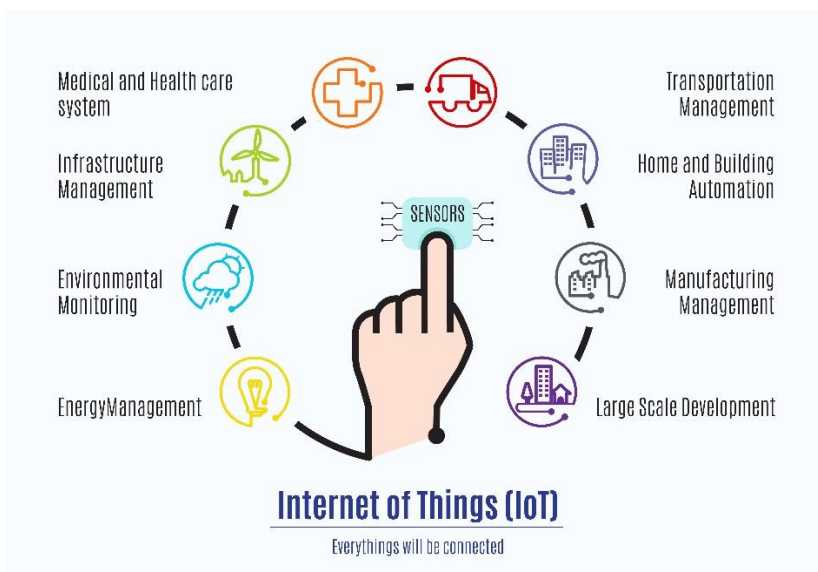 Medical and Health care
system
Infrastructure
Management
Environmental
Monitoring
EnergyManagement
SENSORS
Transportation
Management
Home and Building
Automation
Manufacturing
Management
Large Scale Development
Internet of Things (IoT)
Everythings will be connected